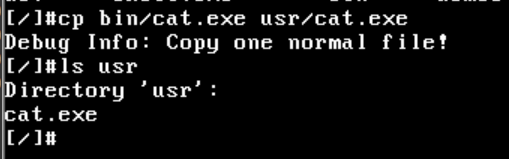 [/]#cp bin/cat.exe usr/cat.exe
Debug Info: Copy one normal file!
[/]#ls usr
Directory 'usr':
cat.exe
[/]#